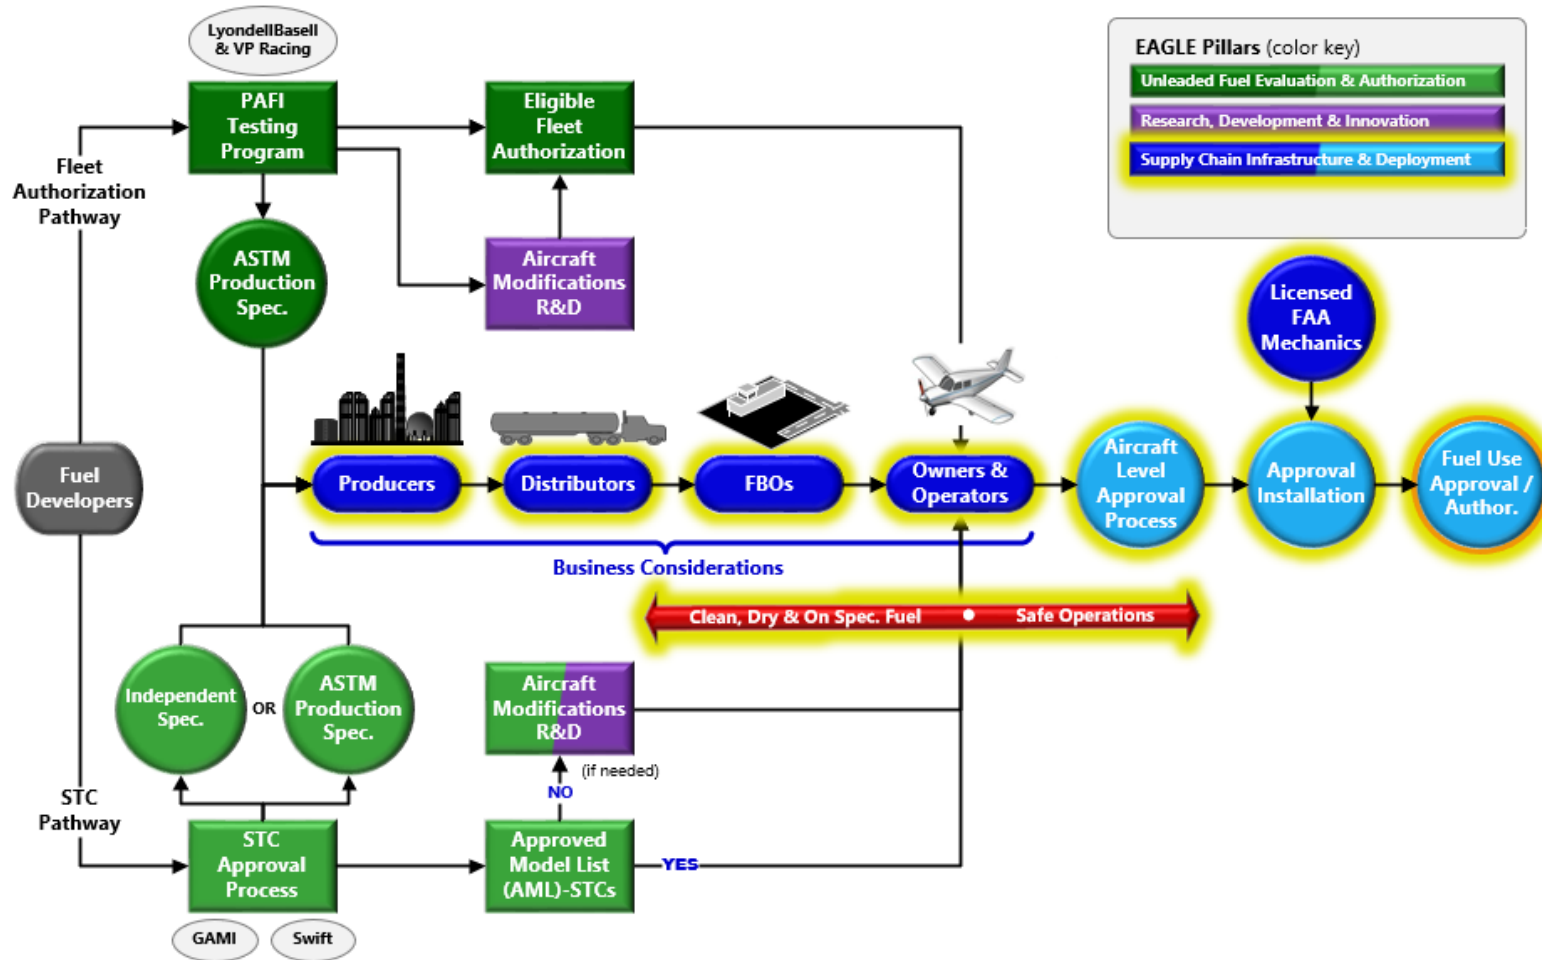 LyondellBasell
& VP Racing
PAFI
Testing
Program
Eligible
Fleet
Authorization
EAGLE Pillars (color key)
Unleaded Fuel Evaluation & Authorization
Research, Development & Innovation
Supply Chain Infrastructure & Deployment
Fleet
Authorization
Pathway
ASTM
Production
Spec.
Aircraft
Modifications
R&D
Licensed
FAA
Mechanics
Fuel
Developers
Producers
Distributors
FBOs
Owners &
Operators
Aircraft
Level
Approval
Process
Approval
Installation
Fuel Use
Approval /
Author.
Business Considerations
Clean, Dry & On Spec. Fuel
Safe Operations
Independent
Spec.
OR
ASTM
Production
Spec.
Aircraft
Modifications
R&D
(if needed)
NO
STC
Pathway
STC
Approval
Process
Approved
Model List
(AML)-STCs
YES
GAMI
Swift